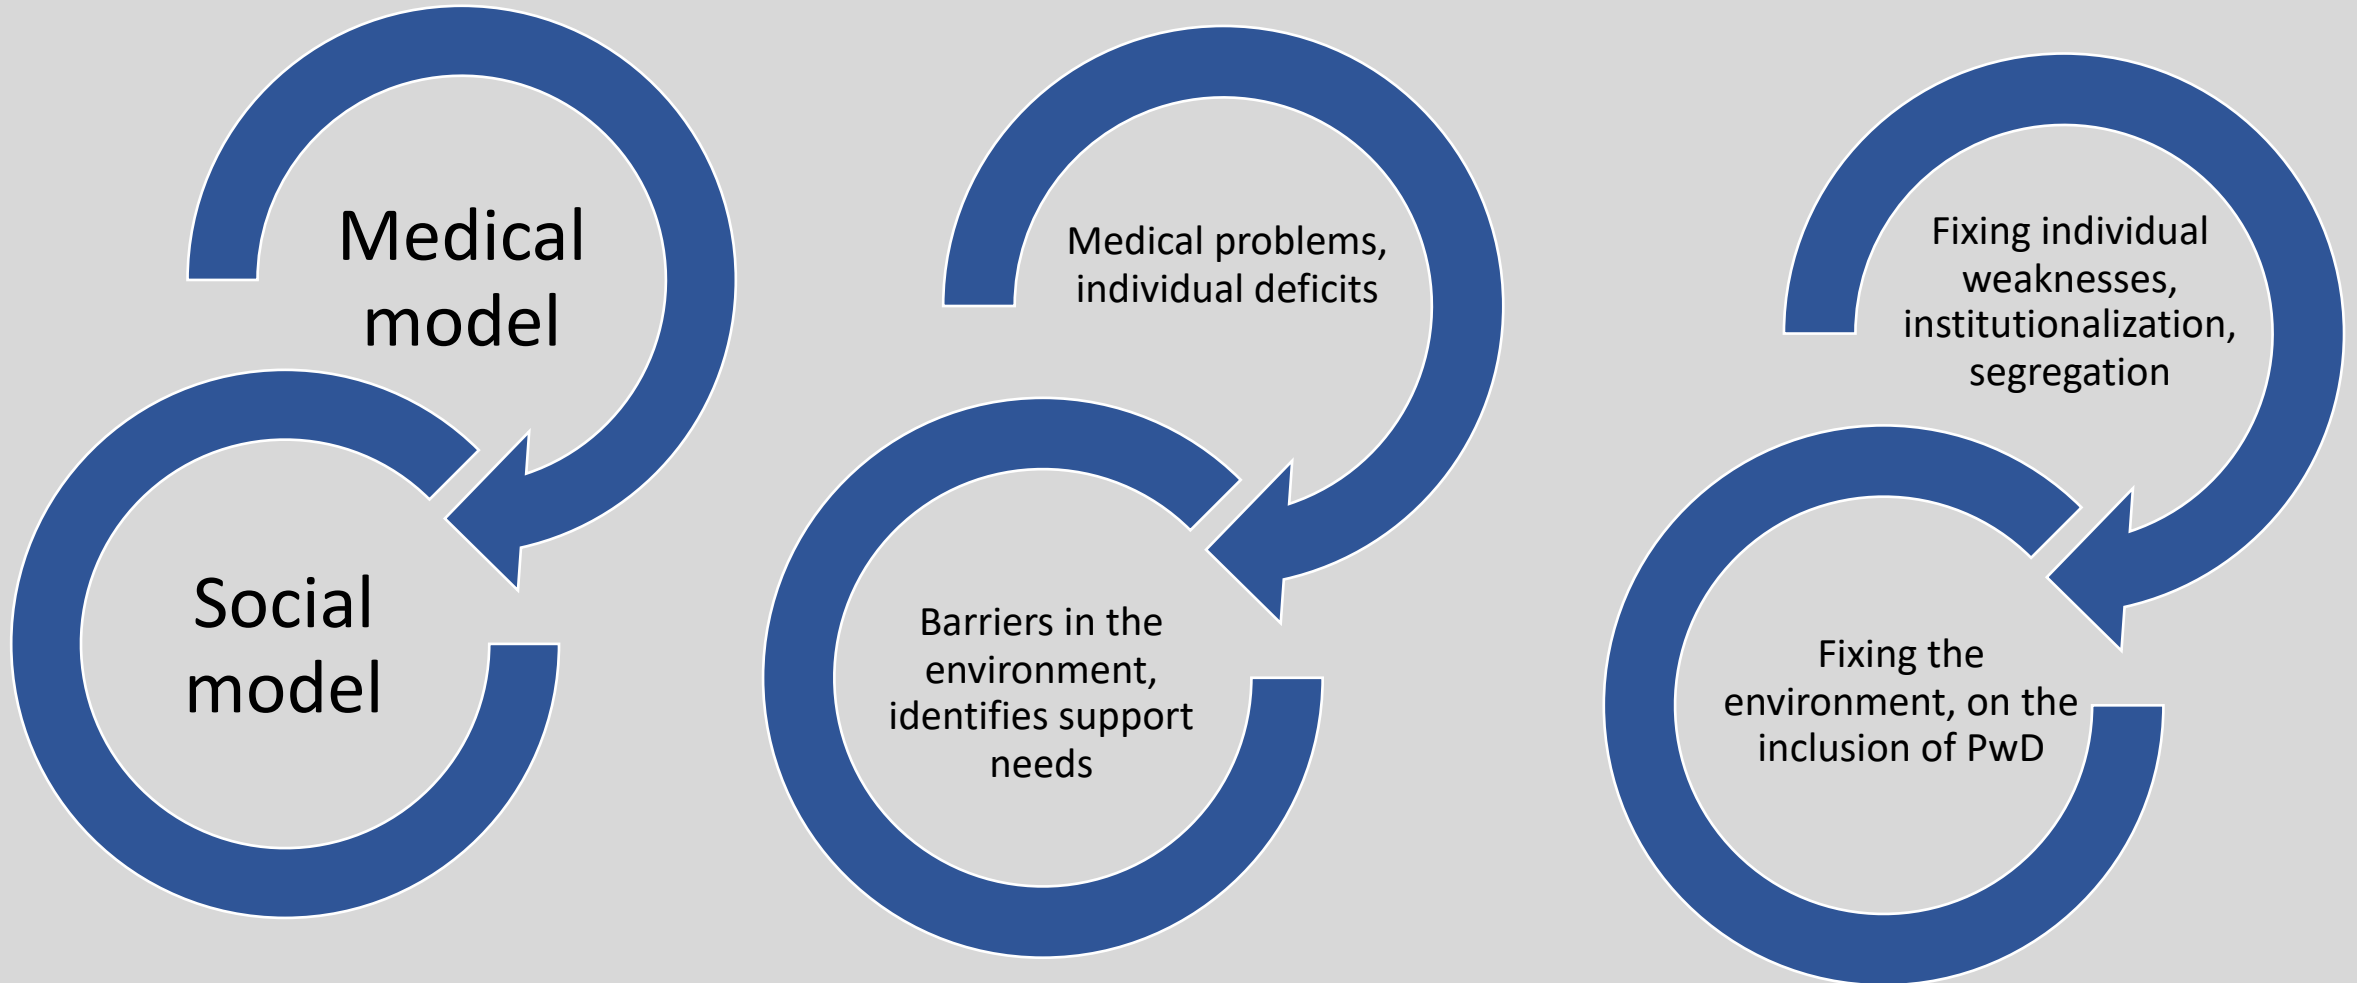 Medical
model
Social
model
Medical problems,
individual deficits
Barriers in the
environment,
identifies support
needs
Fixing individual
weaknesses,
institutionalization,
segregation
Fixing the
environment, on the
inclusion of PwD